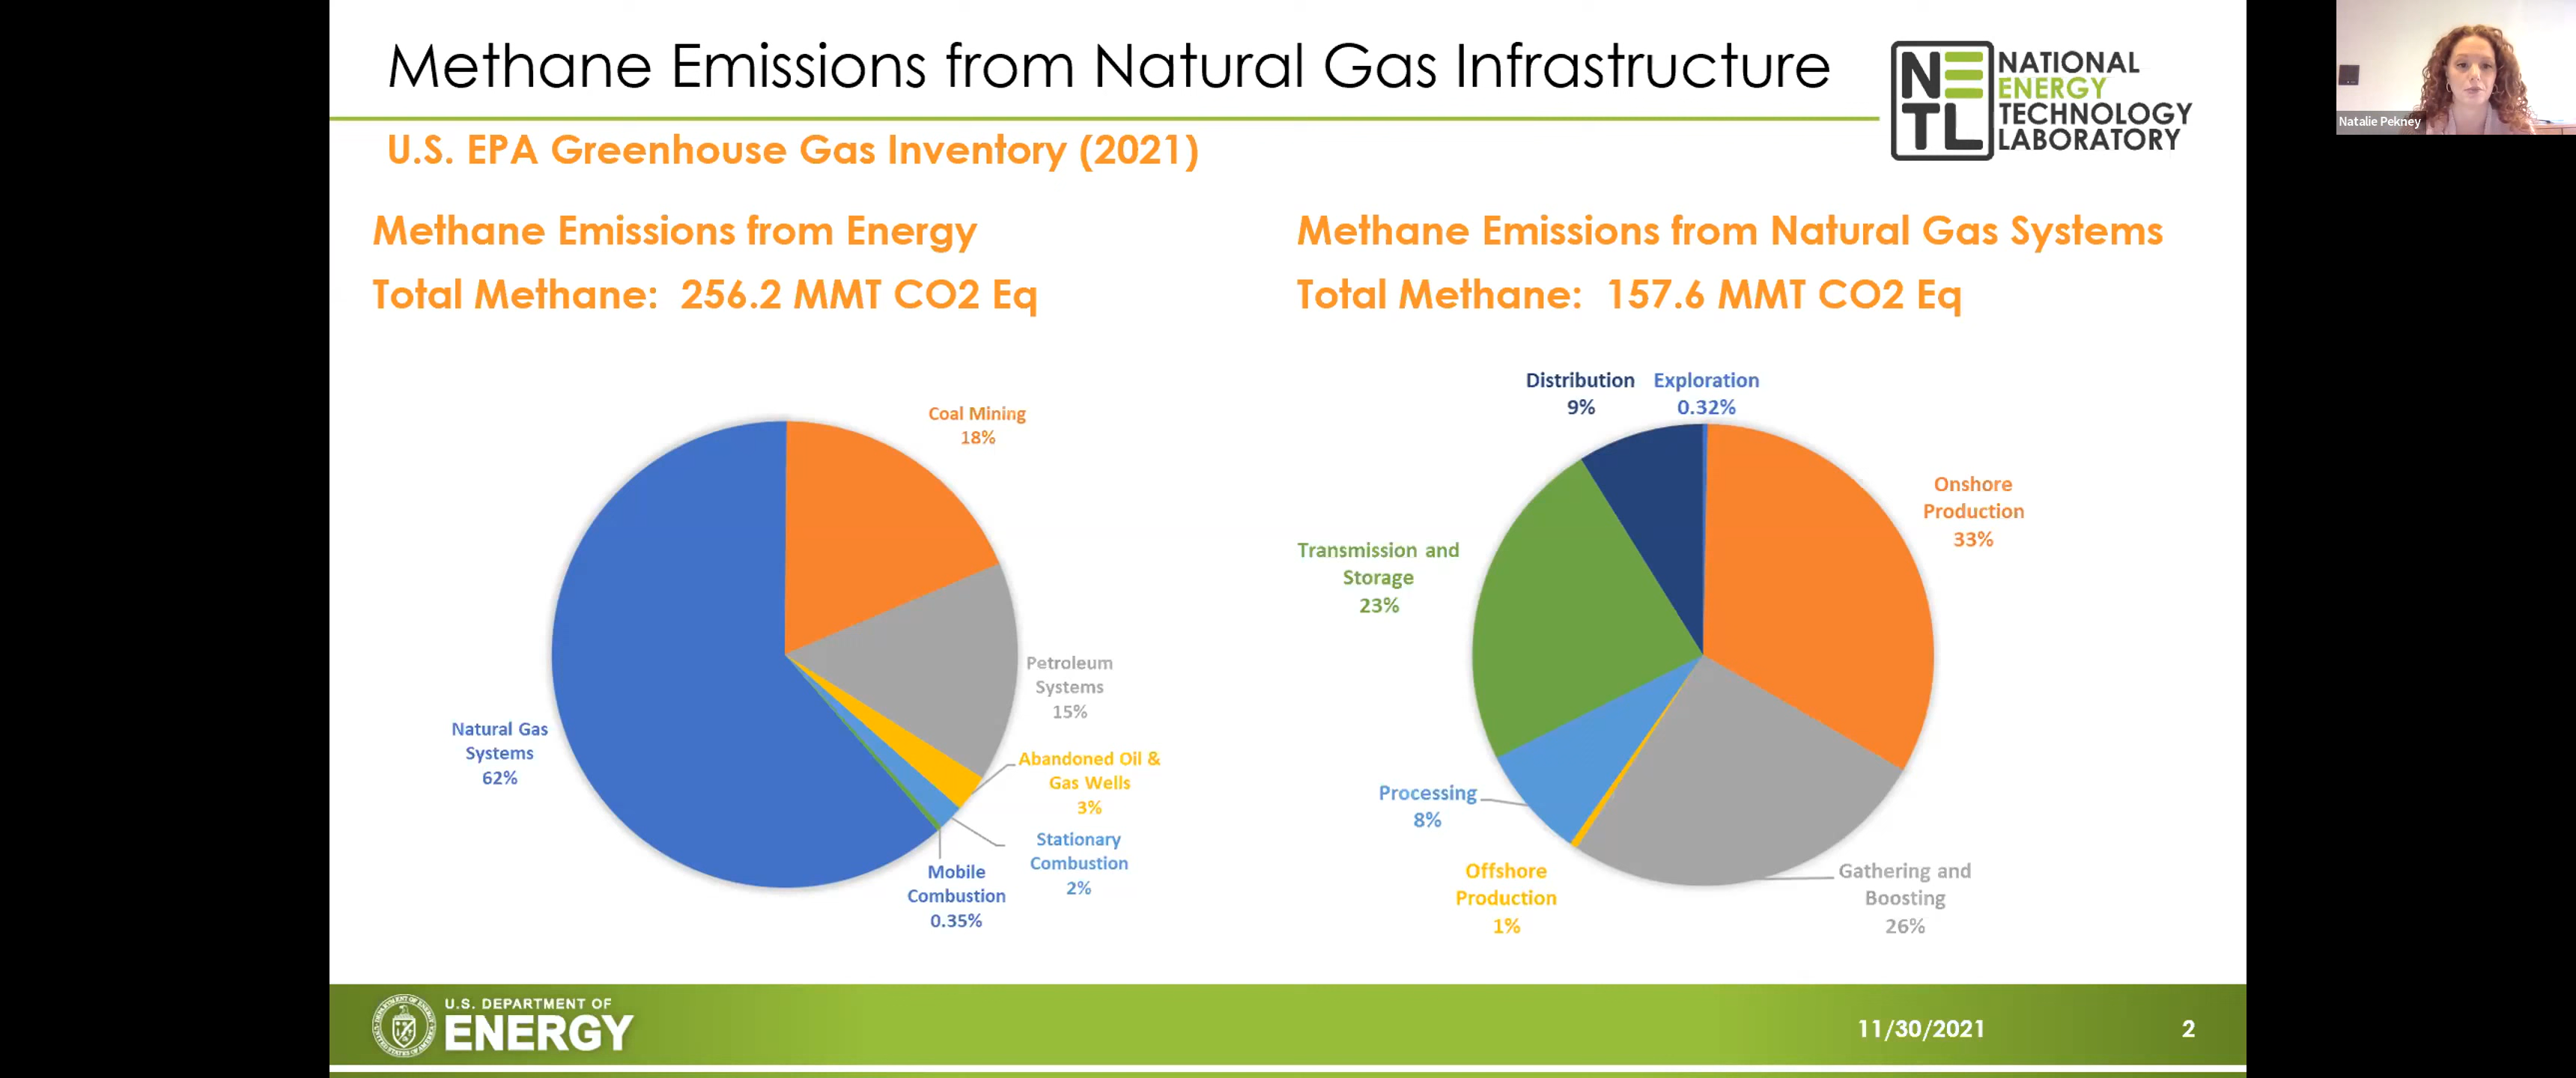 Methane Emissions from Natural Gas Infrastructure
NETL
NATIONAL
ENERGY
TECHNOLOGY
LABORATORY
Natalie Pekney
U.S. EPA Greenhouse Gas Inventory (2021)
Methane Emissions from Energy
Total Methane: 256.2 MMT CO2 Eq
Coal Mining
18%
Petroleum
Systems
15%
Abandoned Oil &
Gas Wells
3%
Stationary
Combustion
2%
Mobile
Combustion
0.35%
Natural Gas
Systems
62%
Methane Emissions from Natural Gas Systems
Total Methane: 157.6 MMT CO2 Eq
Distribution
9%
Exploration
0.32%
Onshore
Production
33%
Transmission and
Storage
23%
Processing
8%
Offshore
Production
1%
Gathering and
Boosting
26%
U.S. DEPARTMENT OF
ENERGY
11/30/2021
2